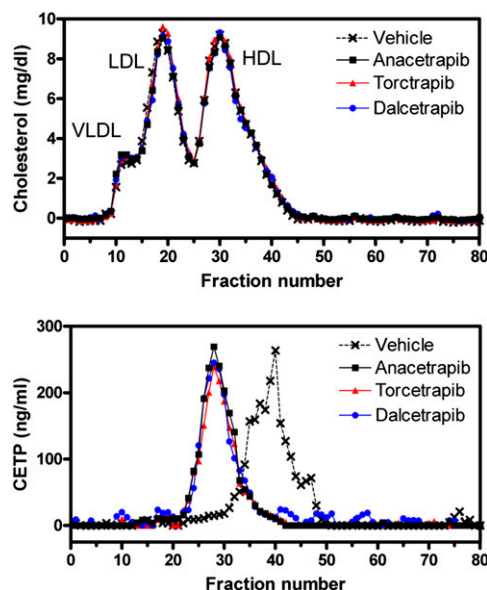 Cholesterol (mg/dl)
10
8
6
4
2
0
VLDL
LDL
HDL
Vehicle
Anacetrapib
Torctrapib
Dalcetrapib
0 10 20 30 40 50 60 70 80
Fraction number
CETP (ng/ml)
300
200
100
0
Vehicle
Anacetrapib
Torcetrapib
Dalcetrapib
0 10 20 30 40 50 60 70 80
Fraction number